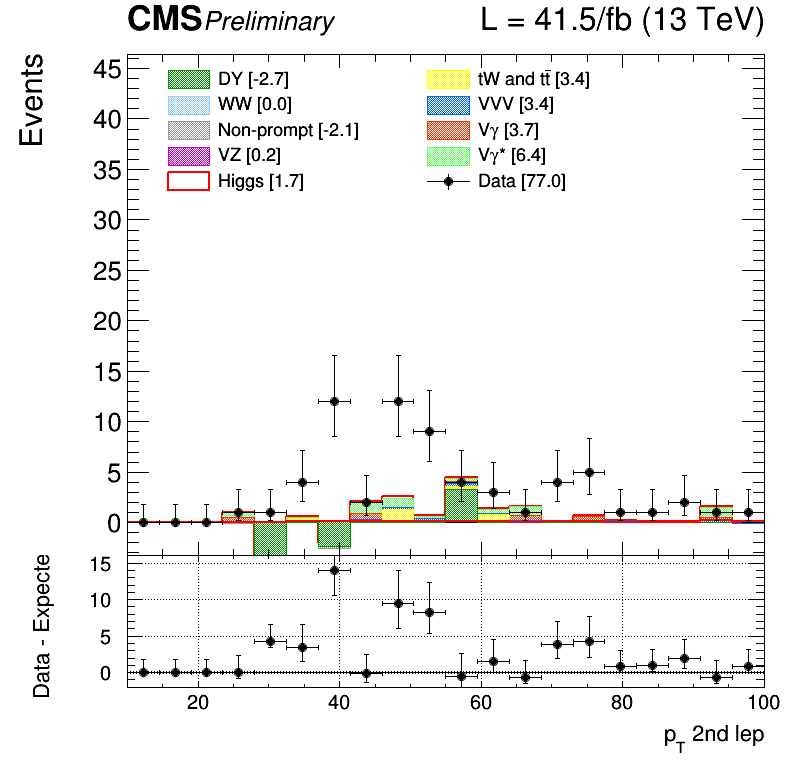 CMS Preliminary L = 41.5/fb (13 TeV)
Events
DY [-2.7] tW and tt̄ [3.4]
WW [0.0] VVV [3.4]
Non-prompt [-2.1] Vγ [3.7]
VZ [0.2] Vγ* [6.4]
Higgs [1.7] Data [77.0]
45
40
35
30
25
20
15
10
5
0
Data - Expecte
15
10
5
0
20 40 60 80 100
pT 2nd lep